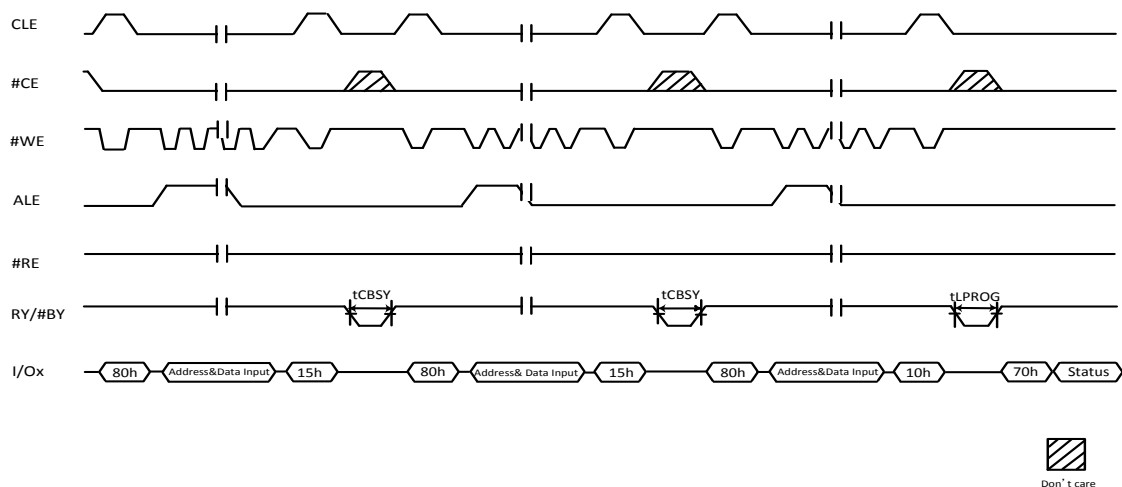 CLE
#CE
#WE
ALE
#RE
RY/#BY
tCBSY
tCBSY
tLPROG
I/Ox
80h
Address&Data Input
15h
80h
Address& Data Input
15h
80h
Address&Data Input
10h
70h
Status
Don't care